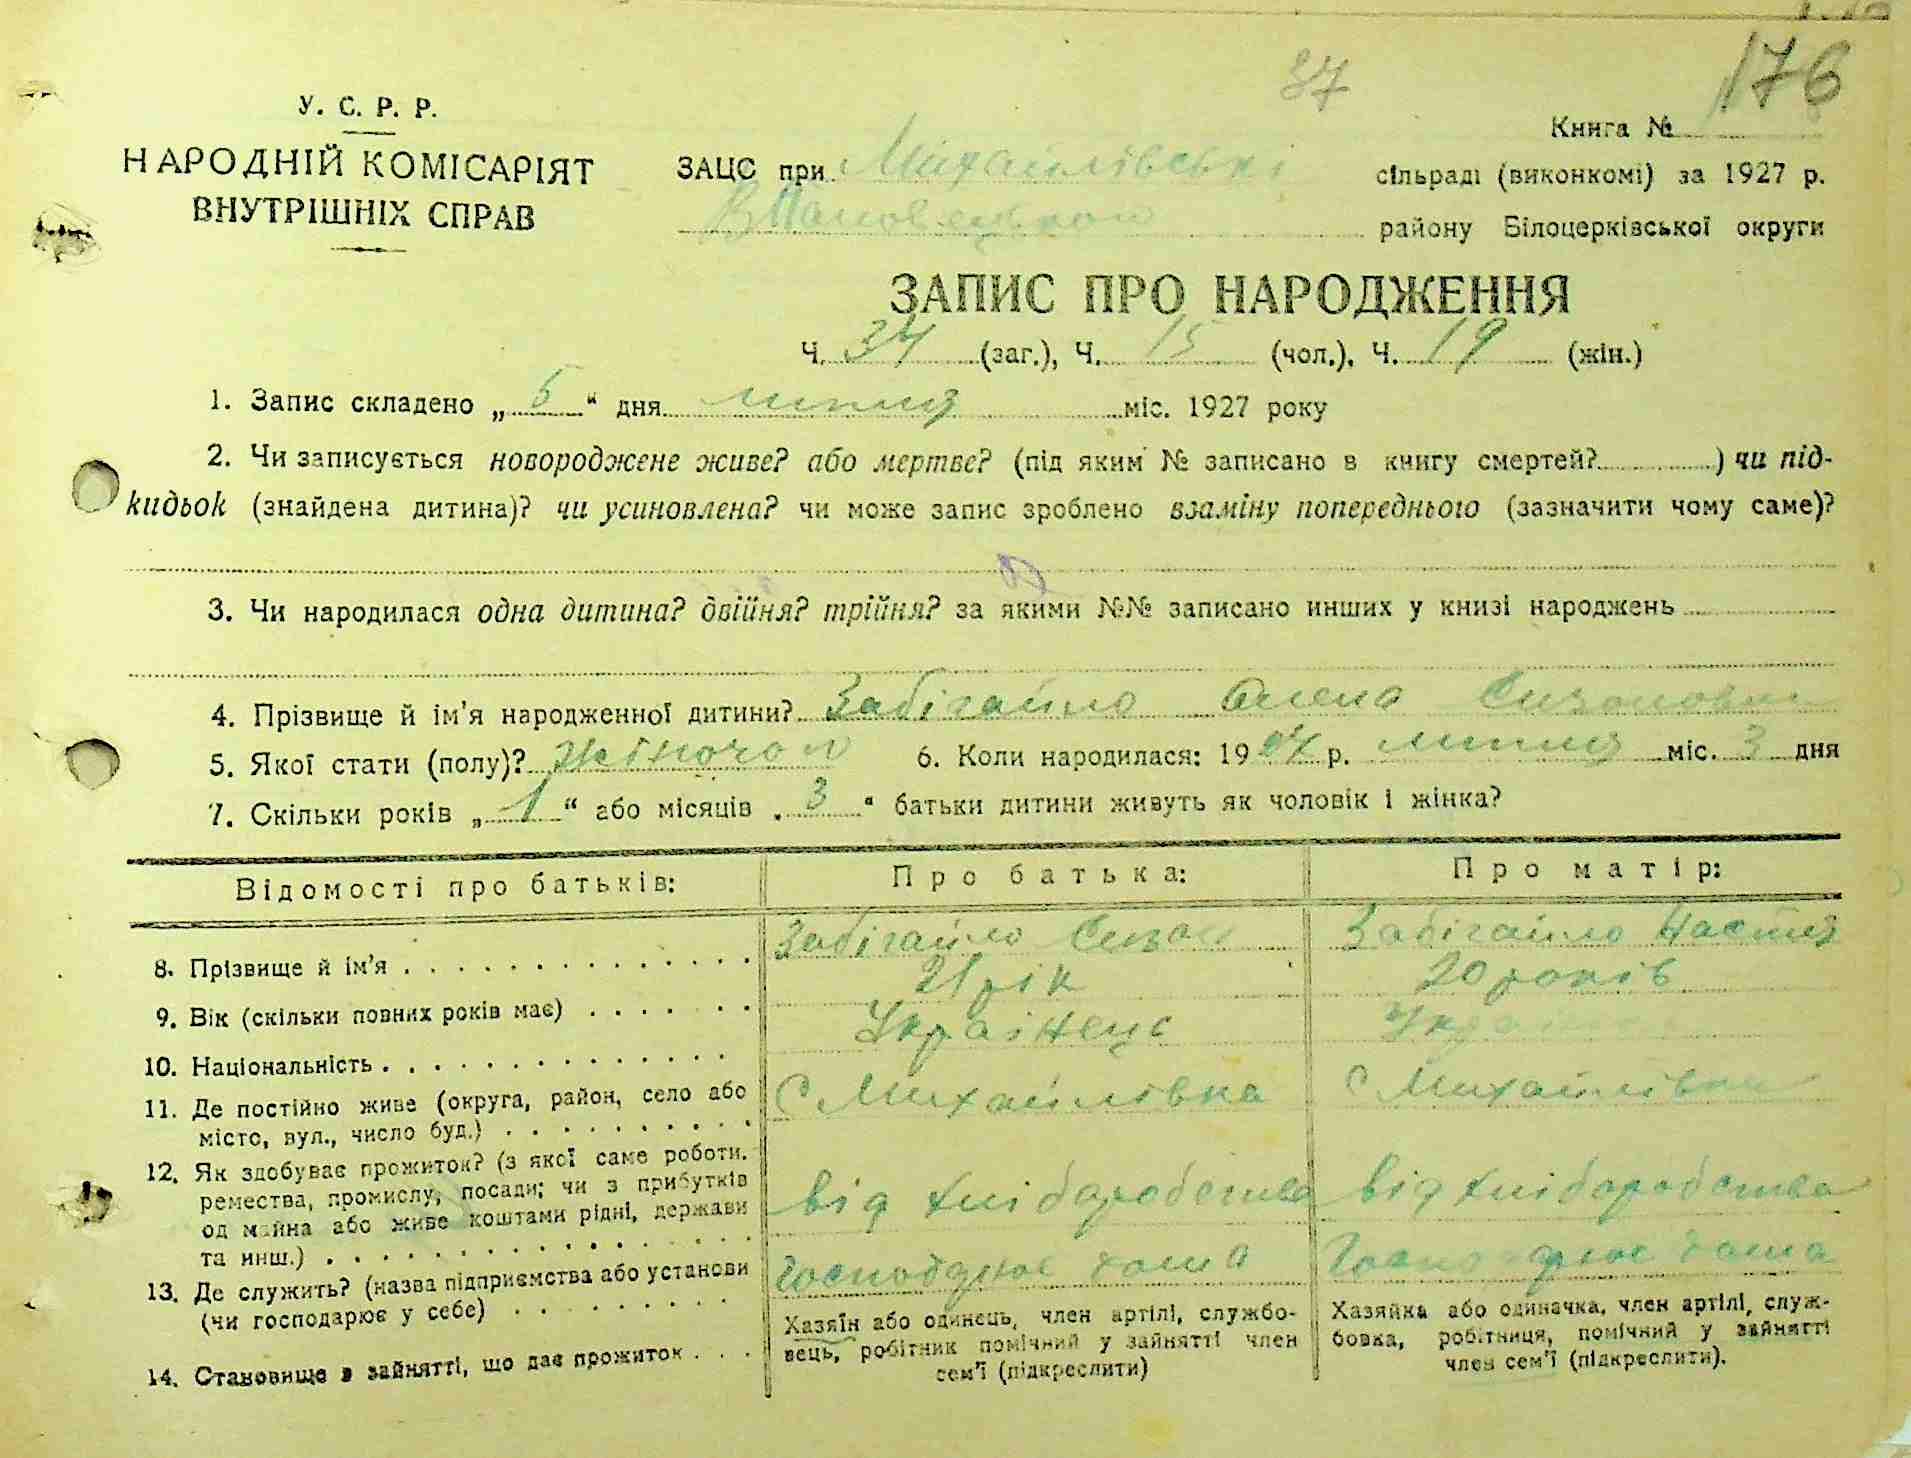 37
176
У. С. Р. Р.
НАРОДНІЙ КОМІСАРІЯТ
ВНУТРІШНІХ СПРАВ
Книга №
ЗАЦС при Михайлівські сільраді (виконкомі) за 1927 р.
району Білоцерківської округи
ЗАПИС ПРО НАРОДЖЕННЯ
Ч. 34 (заг.), Ч. 15 (чол.), Ч. 19 (жін.)
1. Запис складено „ 5 “ дня липня міс. 1927 року
2. Чи записується новороджене живе? або мертве? (під яким № записано в книгу смертей? ) чи під-
кидьок (знайдена дитина)? чи усиновлена? чи може запис зроблено взаміну попереднього (зазначити чому саме)?
3. Чи народилася одна дитина? двійня? трійня? за якими №№ записано инших у книзі народжень
4. Прізвище й ім'я народженної дитини? Забігайло Олена Сизоновна
5. Якої стати (полу)? жіночої 6. Коли народилася: 19 р. липня міс. 3 дня
7. Скільки років „ 1 “ або місяців „ 3 “ батьки дитини живуть як чоловік і жінка?
Відомості про батьків: Про батька: Про матір:
8. Прізвище й ім'я Забігайло Сизон Забігайло Настя
9. Вік (скільки повних років має) 21 рік 20 років
10. Національність Українець
11. Де постійно живе (округа, район, село або
місто, вул., число буд.) С Михайлівка С Михайлівка
12. Як здобуває прожиток? (з якої саме роботи.
ремества, промислу, посади; чи з прибутків
од майна або живе коштами рідні, держави
та инш.) від хліборобства від хліборобства
13. Де служить? (назва підприємства або установи
(чи господарює у себе)
14. Становище в зайнятті, що дає прожиток
Хазяїн або одинець, член артілі, службо-
вець, робітник помічний у зайнятті член
сем'ї (підкреслити)
Хазяйка або одиначка, член артілі, служ-
бовка, робітниця, помічний у зайнятті
член сем'ї (підкреслити).